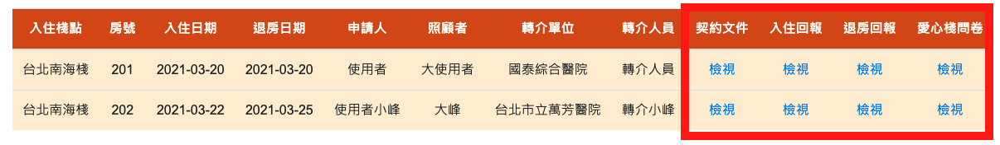 入住棧點 房號 入住日期 退房日期 申請人 照顧者 轉介單位 轉介人員 契約文件 入住回報 退房回報 愛心棧問卷
台北南海棧 201 2021-03-20 2021-03-20 使用者 大使用者 國泰綜合醫院 轉介人員 檢視 檢視 檢視 檢視
台北南海棧 202 2021-03-22 2021-03-25 使用者小峰 大峰 台北市立萬芳醫院 轉介小峰 檢視 檢視 檢視 檢視